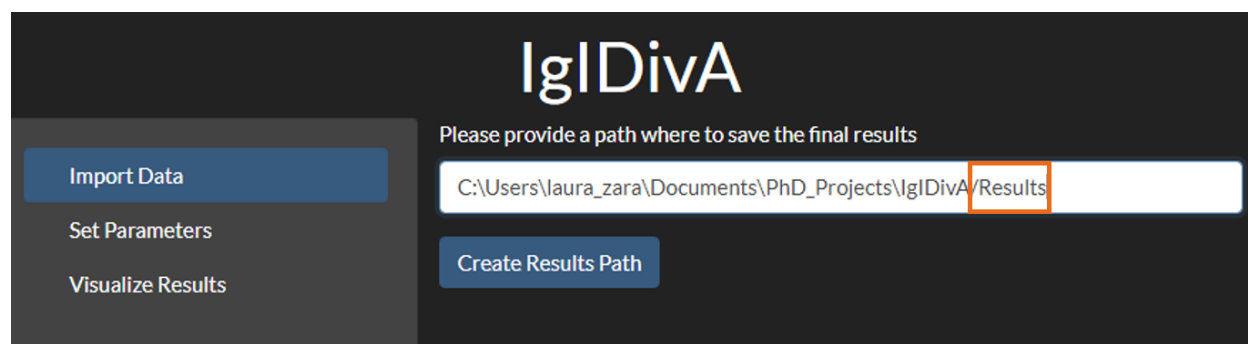 IgIDivA
Please provide a path where to save the final results
Import Data
C:\Users\laura_zara\Documents\PhD_Projects\IgIDivA/Results
Set Parameters
Create Results Path
Visualize Results